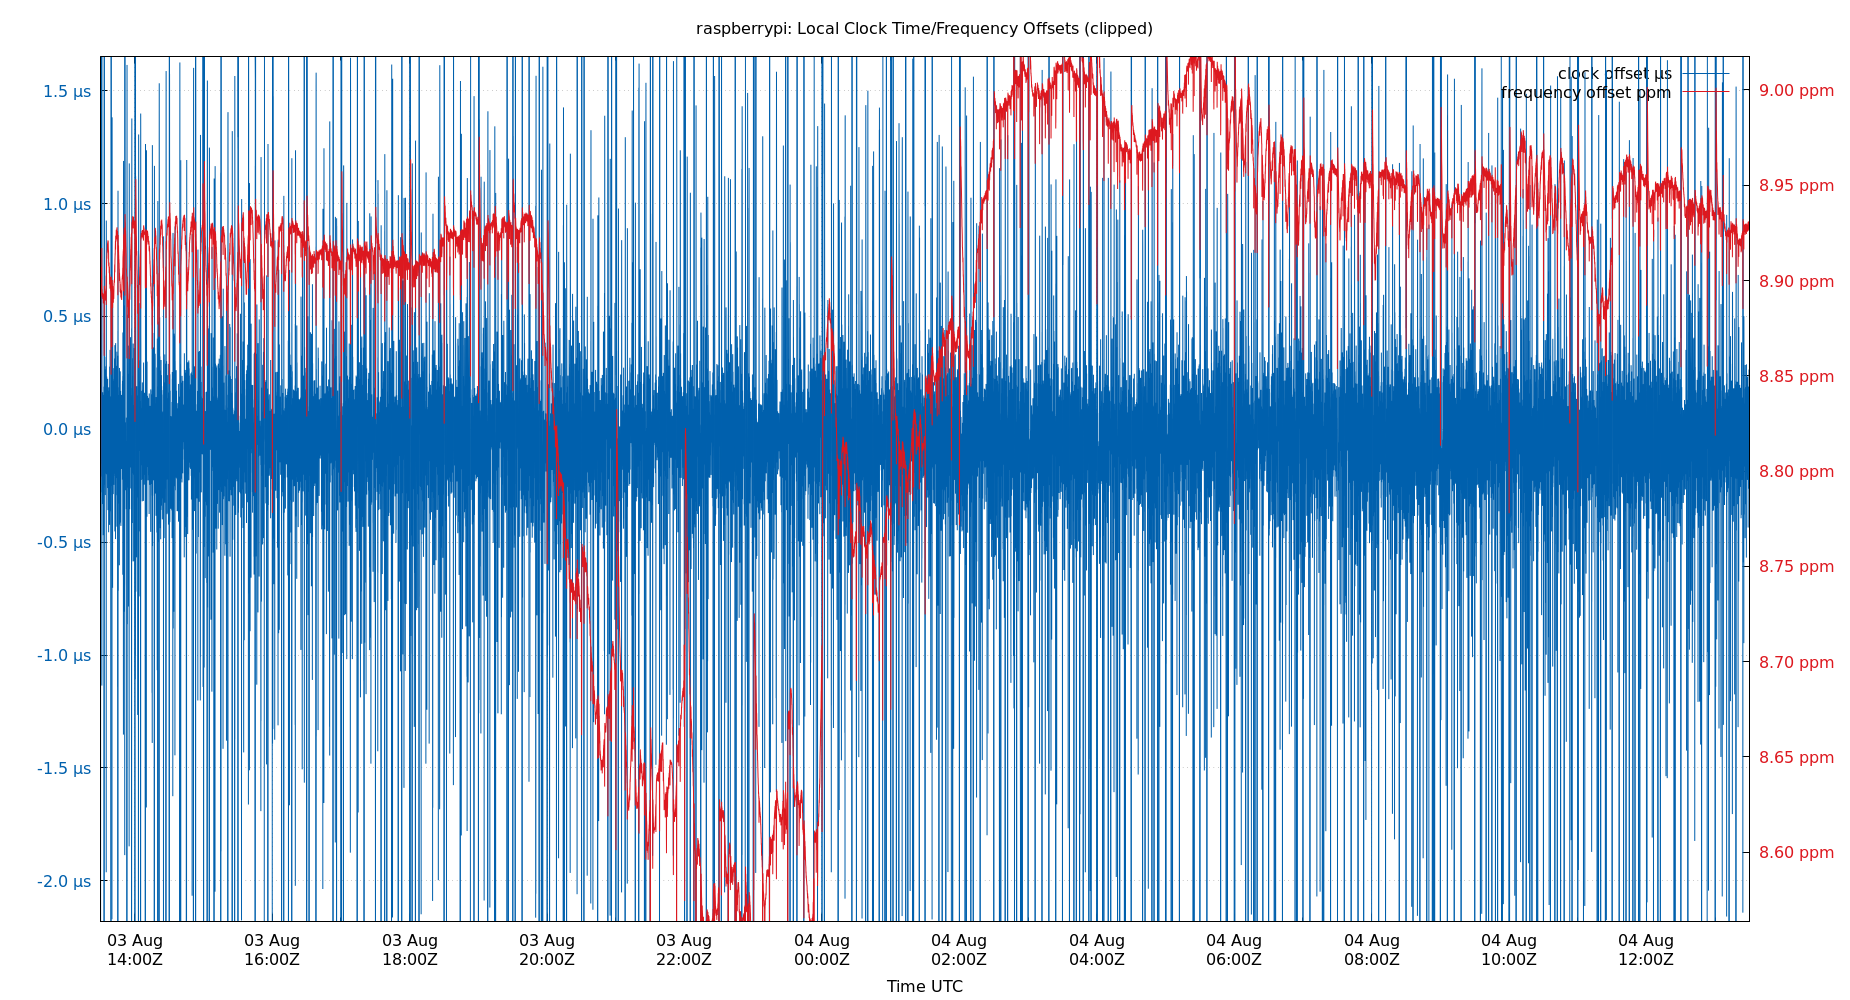 raspberrypi: Local Clock Time/Frequency Offsets (clipped)
clock offset µs
frequency offset ppm
1.5 µs
1.0 µs
0.5 µs
0.0 µs
-0.5 µs
-1.0 µs
-1.5 µs
-2.0 µs
9.00 ppm
8.95 ppm
8.90 ppm
8.85 ppm
8.80 ppm
8.75 ppm
8.70 ppm
8.65 ppm
8.60 ppm
03 Aug 03 Aug 03 Aug 03 Aug 03 Aug 04 Aug 04 Aug 04 Aug 04 Aug 04 Aug 04 Aug 04 Aug
14:00Z 16:00Z 18:00Z 20:00Z 22:00Z 00:00Z 02:00Z 04:00Z 06:00Z 08:00Z 10:00Z 12:00Z
Time UTC